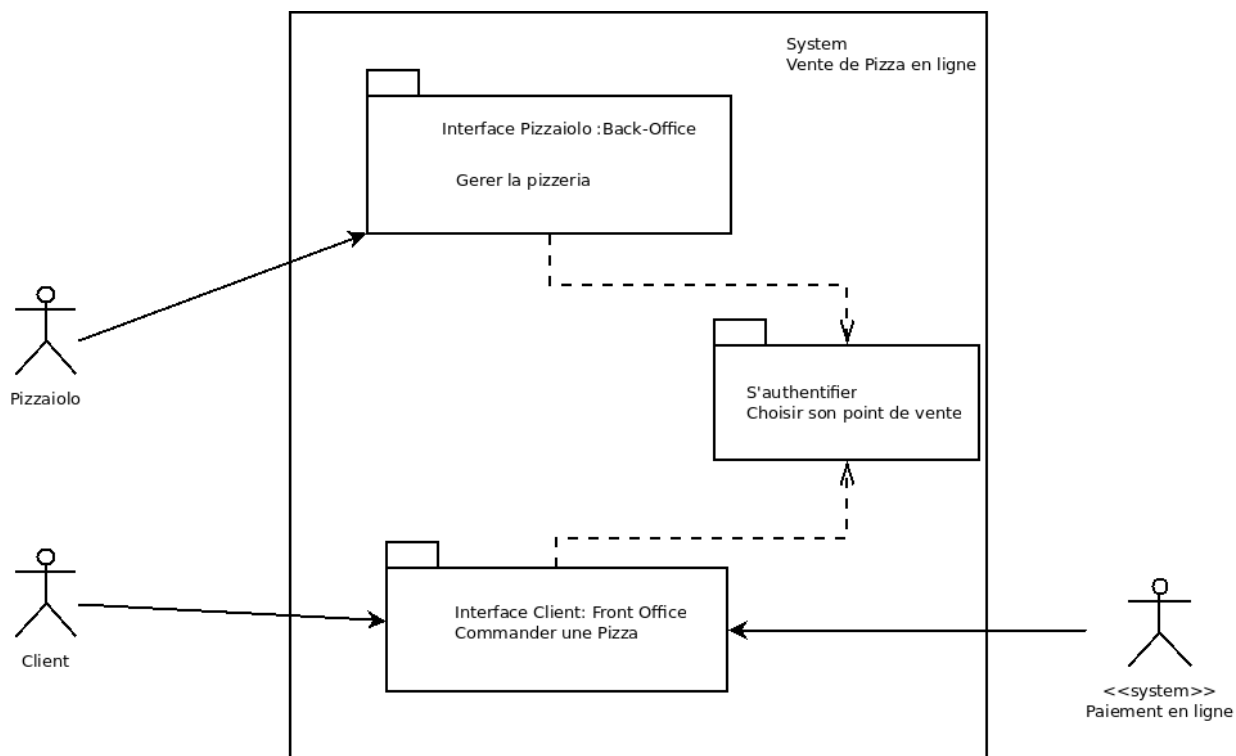 System
Vente de Pizza en ligne
Interface Pizzaiolo :Back-Office
Gerer la pizzeria
Pizzaiolo
S'authentifier
Choisir son point de vente
Interface Client: Front Office
Commander une Pizza
Client
<<system>>
Paiement en ligne